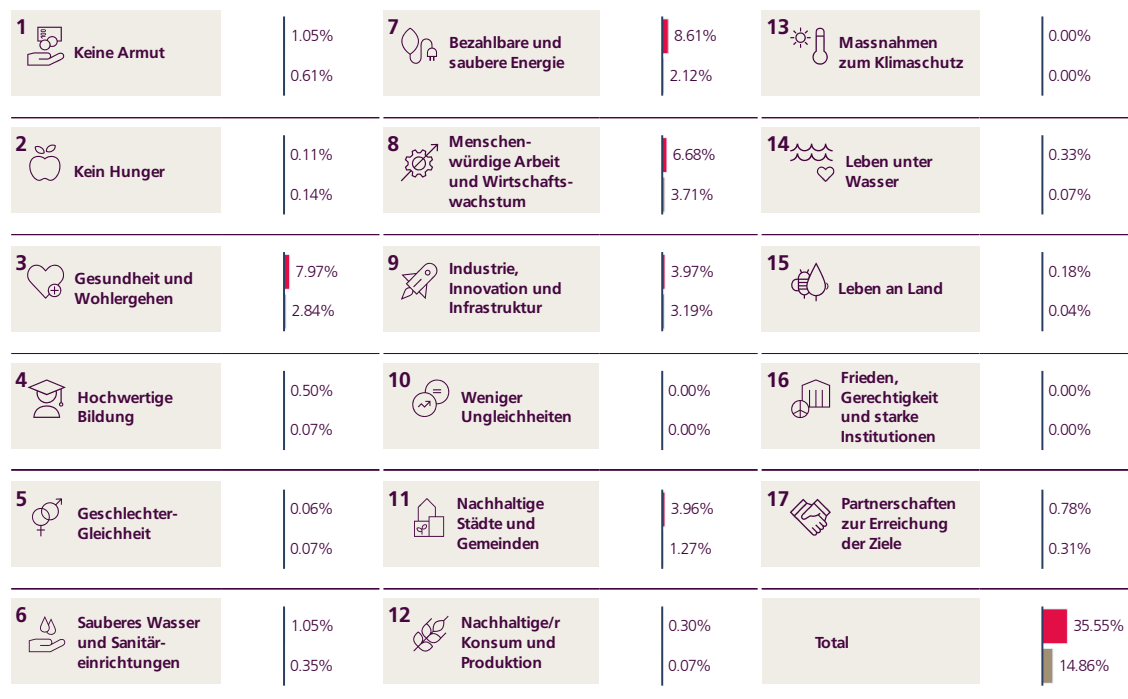 1
Keine Armut
1.05%
0.61%
2
Kein Hunger
0.11%
0.14%
3
Gesundheit und
Wohlergehen
7.97%
2.84%
4
Hochwertige
Bildung
0.50%
0.07%
5
Geschlechter-
Gleichheit
0.06%
0.07%
6
Sauberes Wasser
und Sanitär-
einrichtungen
1.05%
0.35%
7
Bezahlbare und
saubere Energie
8.61%
2.12%
8
Menschen-
würdige Arbeit
und Wirtschafts-
wachstum
6.68%
3.71%
9
Industrie,
Innovation und
Infrastruktur
3.97%
3.19%
10
Weniger
Ungleichheiten
0.00%
0.00%
11
Nachhaltige
Städte und
Gemeinden
3.96%
1.27%
12
Nachhaltige/r
Konsum und
Produktion
0.30%
0.07%
13
Massnahmen
zum Klimaschutz
0.00%
0.00%
14
Leben unter
Wasser
0.33%
0.07%
15
Leben an Land
0.18%
0.04%
16
Frieden,
Gerechtigkeit
und starke
Institutionen
0.00%
0.00%
17
Partnerschaften
zur Erreichung
der Ziele
0.78%
0.31%
Total
35.55%
14.86%